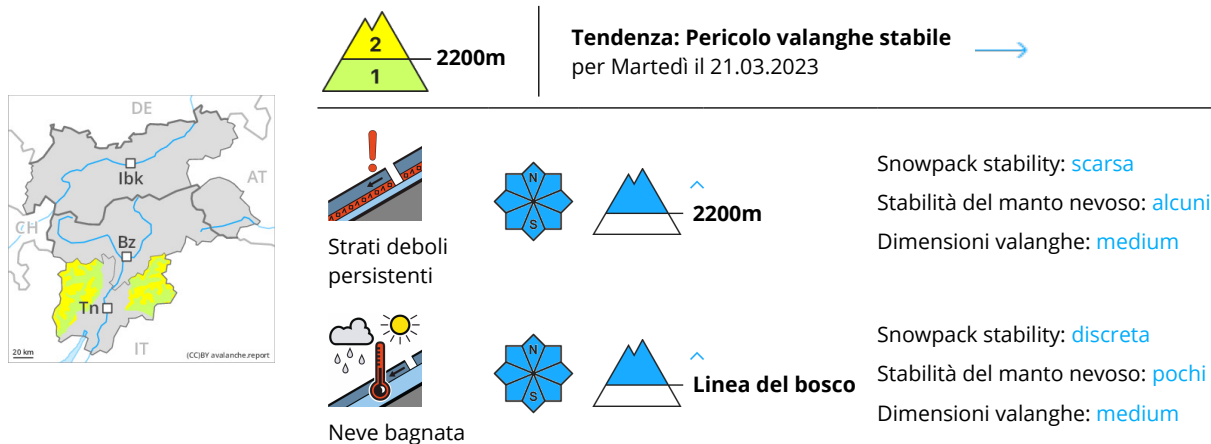 2
1
2200m
Tendenza: Pericolo valanghe stabile
per Martedì il 21.03.2023
DE
Ibk
AT
CH
Bz
Tn
IT
20 km
(CC)BY avalanche.report
Strati deboli
persistenti
N
S
2200m
Snowpack stability: scarsa
Stabilità del manto nevoso: alcuni
Dimensioni valanghe: medium
Neve bagnata
N
S
Linea del bosco
Snowpack stability: discreta
Stabilità del manto nevoso: pochi
Dimensioni valanghe: medium